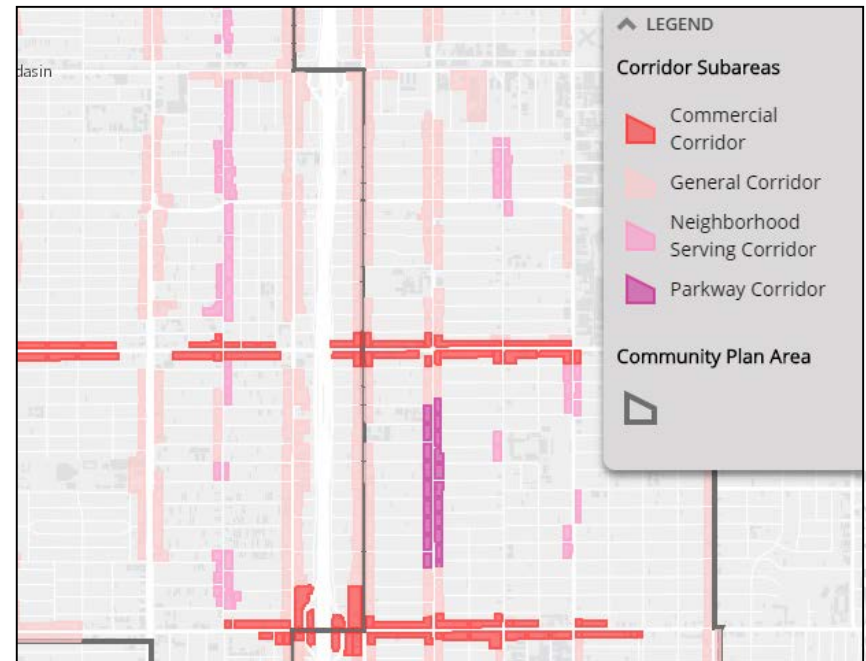 dasin
LEGEND
Corridor Subareas
Commercial
Corridor
General Corridor
Neighborhood
Serving Corridor
Parkway Corridor
Community Plan Area